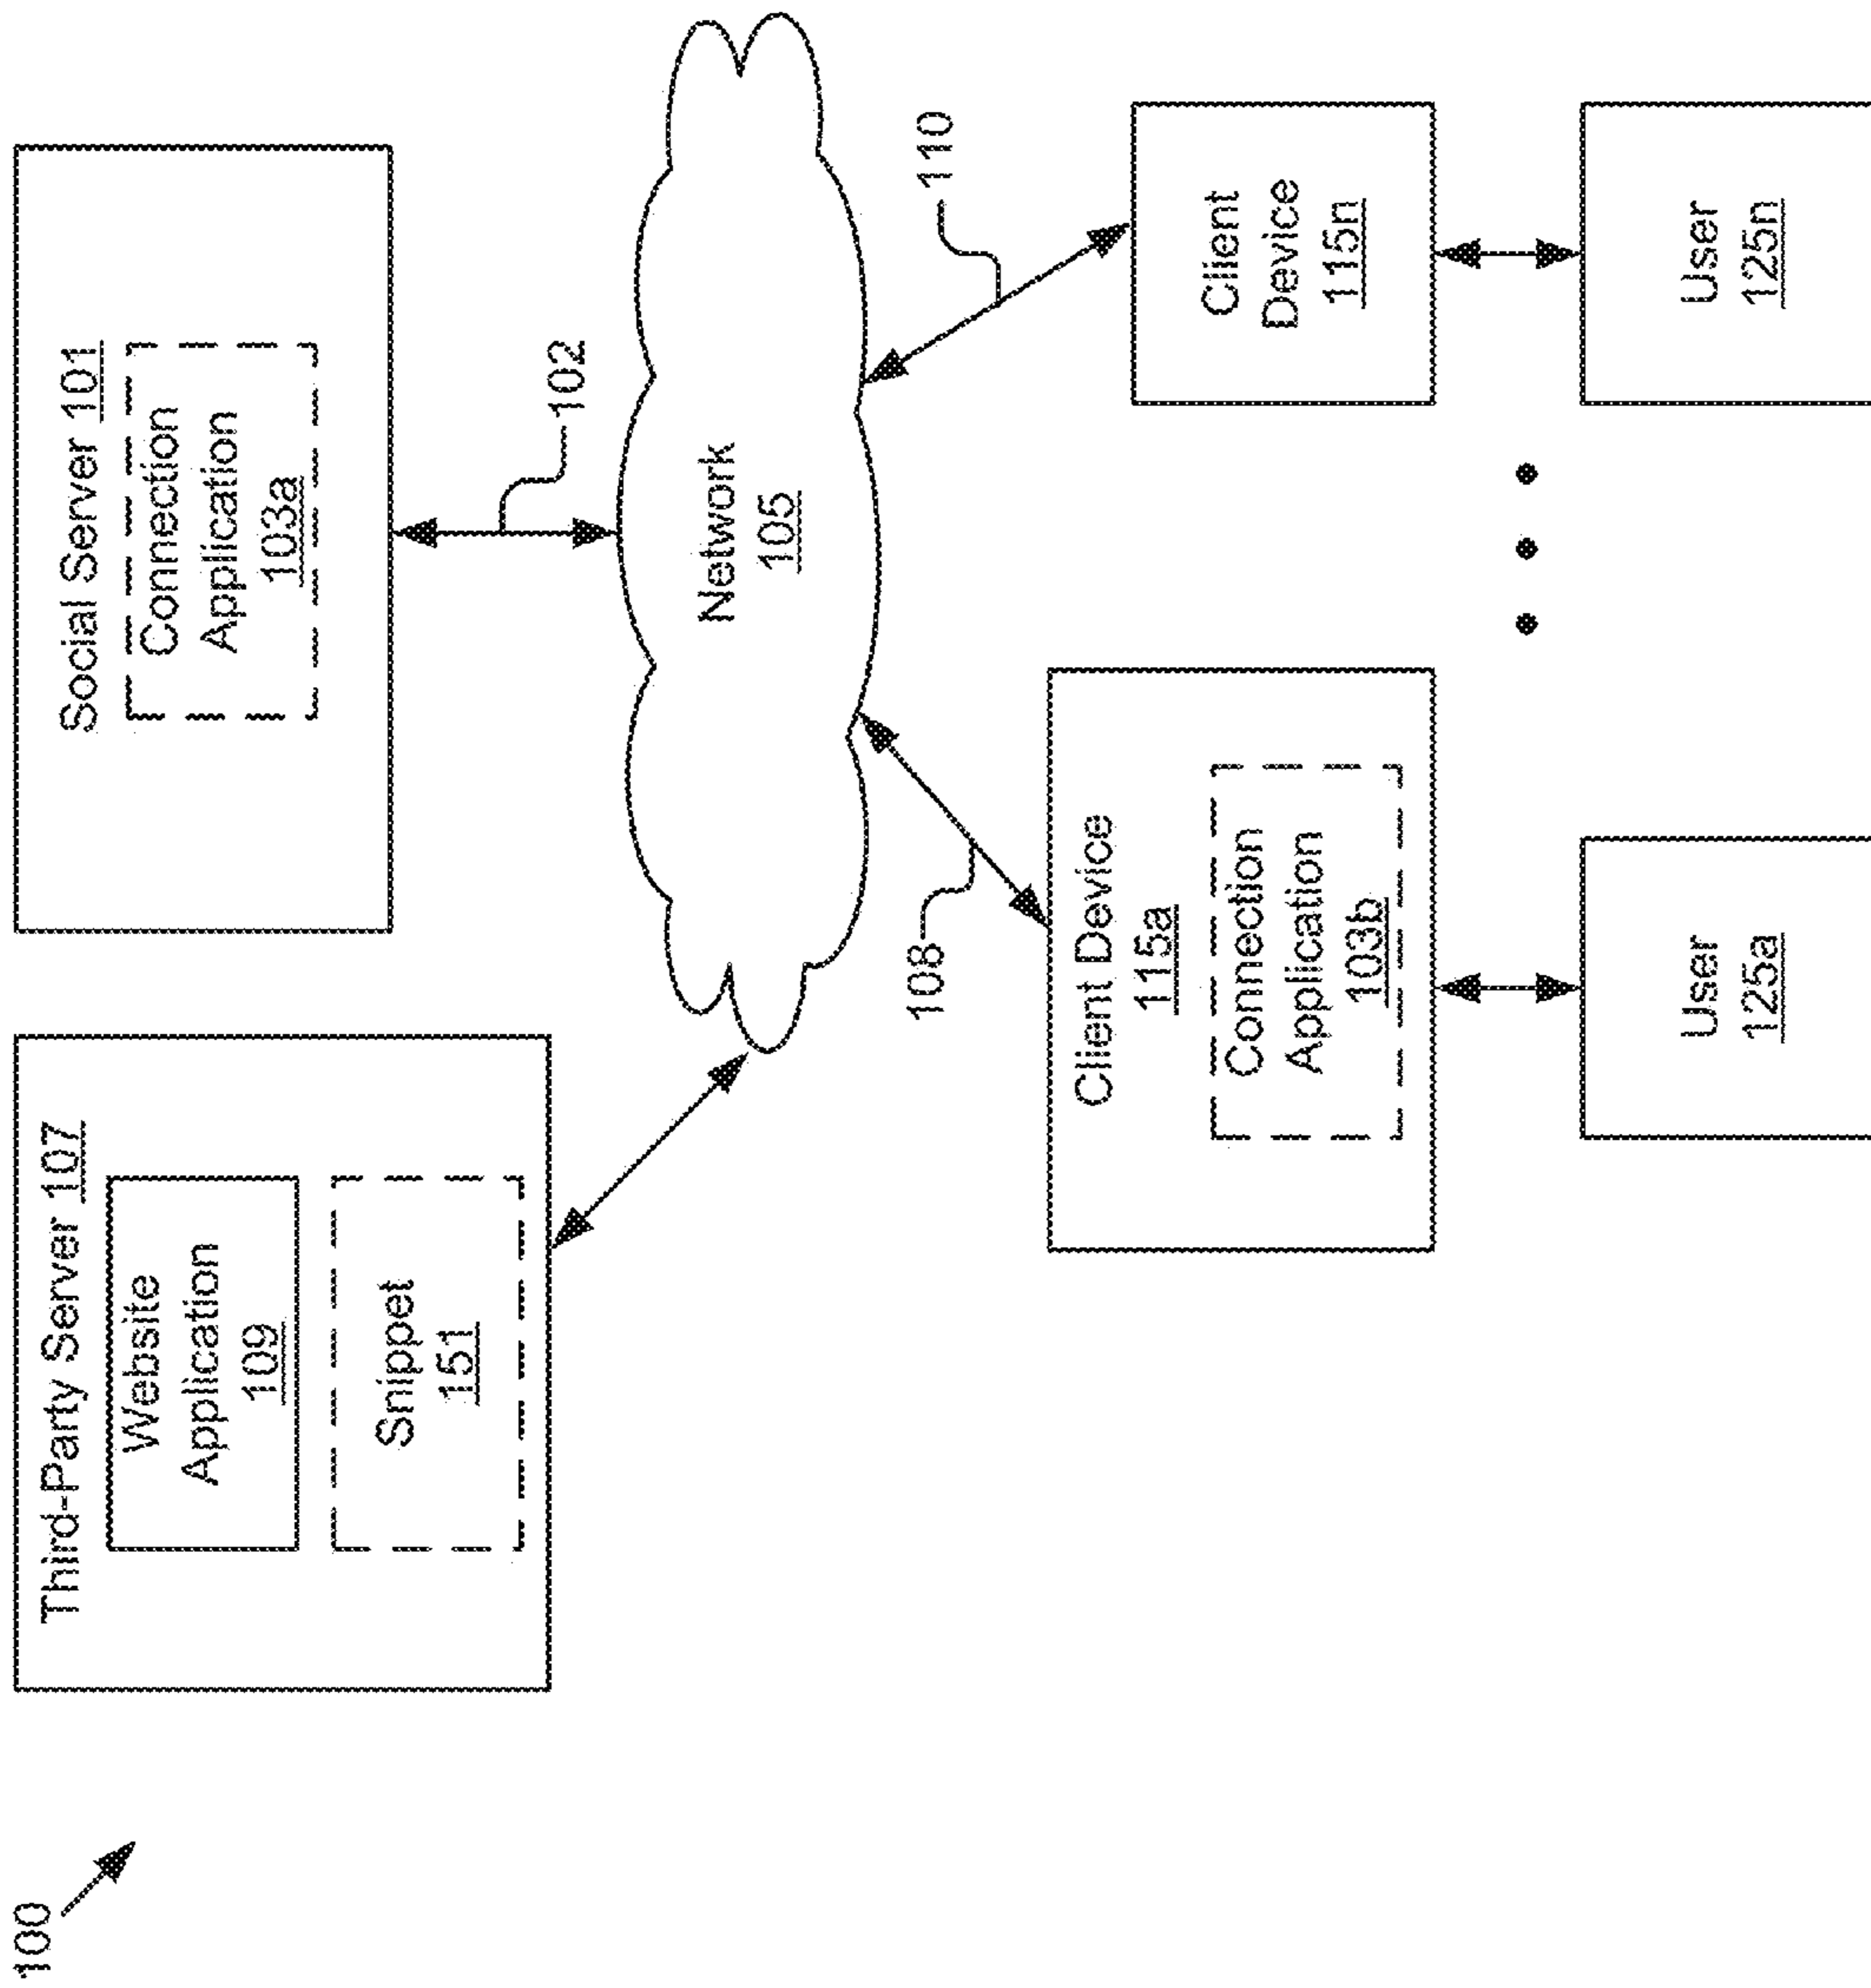 100
Third-Party Server 107
Website
Application
109
Snippet
151
Social Server 101
Connection
Application
103a
102
Network
105
108
110
Client Device
115a
Connection
Application
103b
Client
Device
115n
User
125a
User
125n